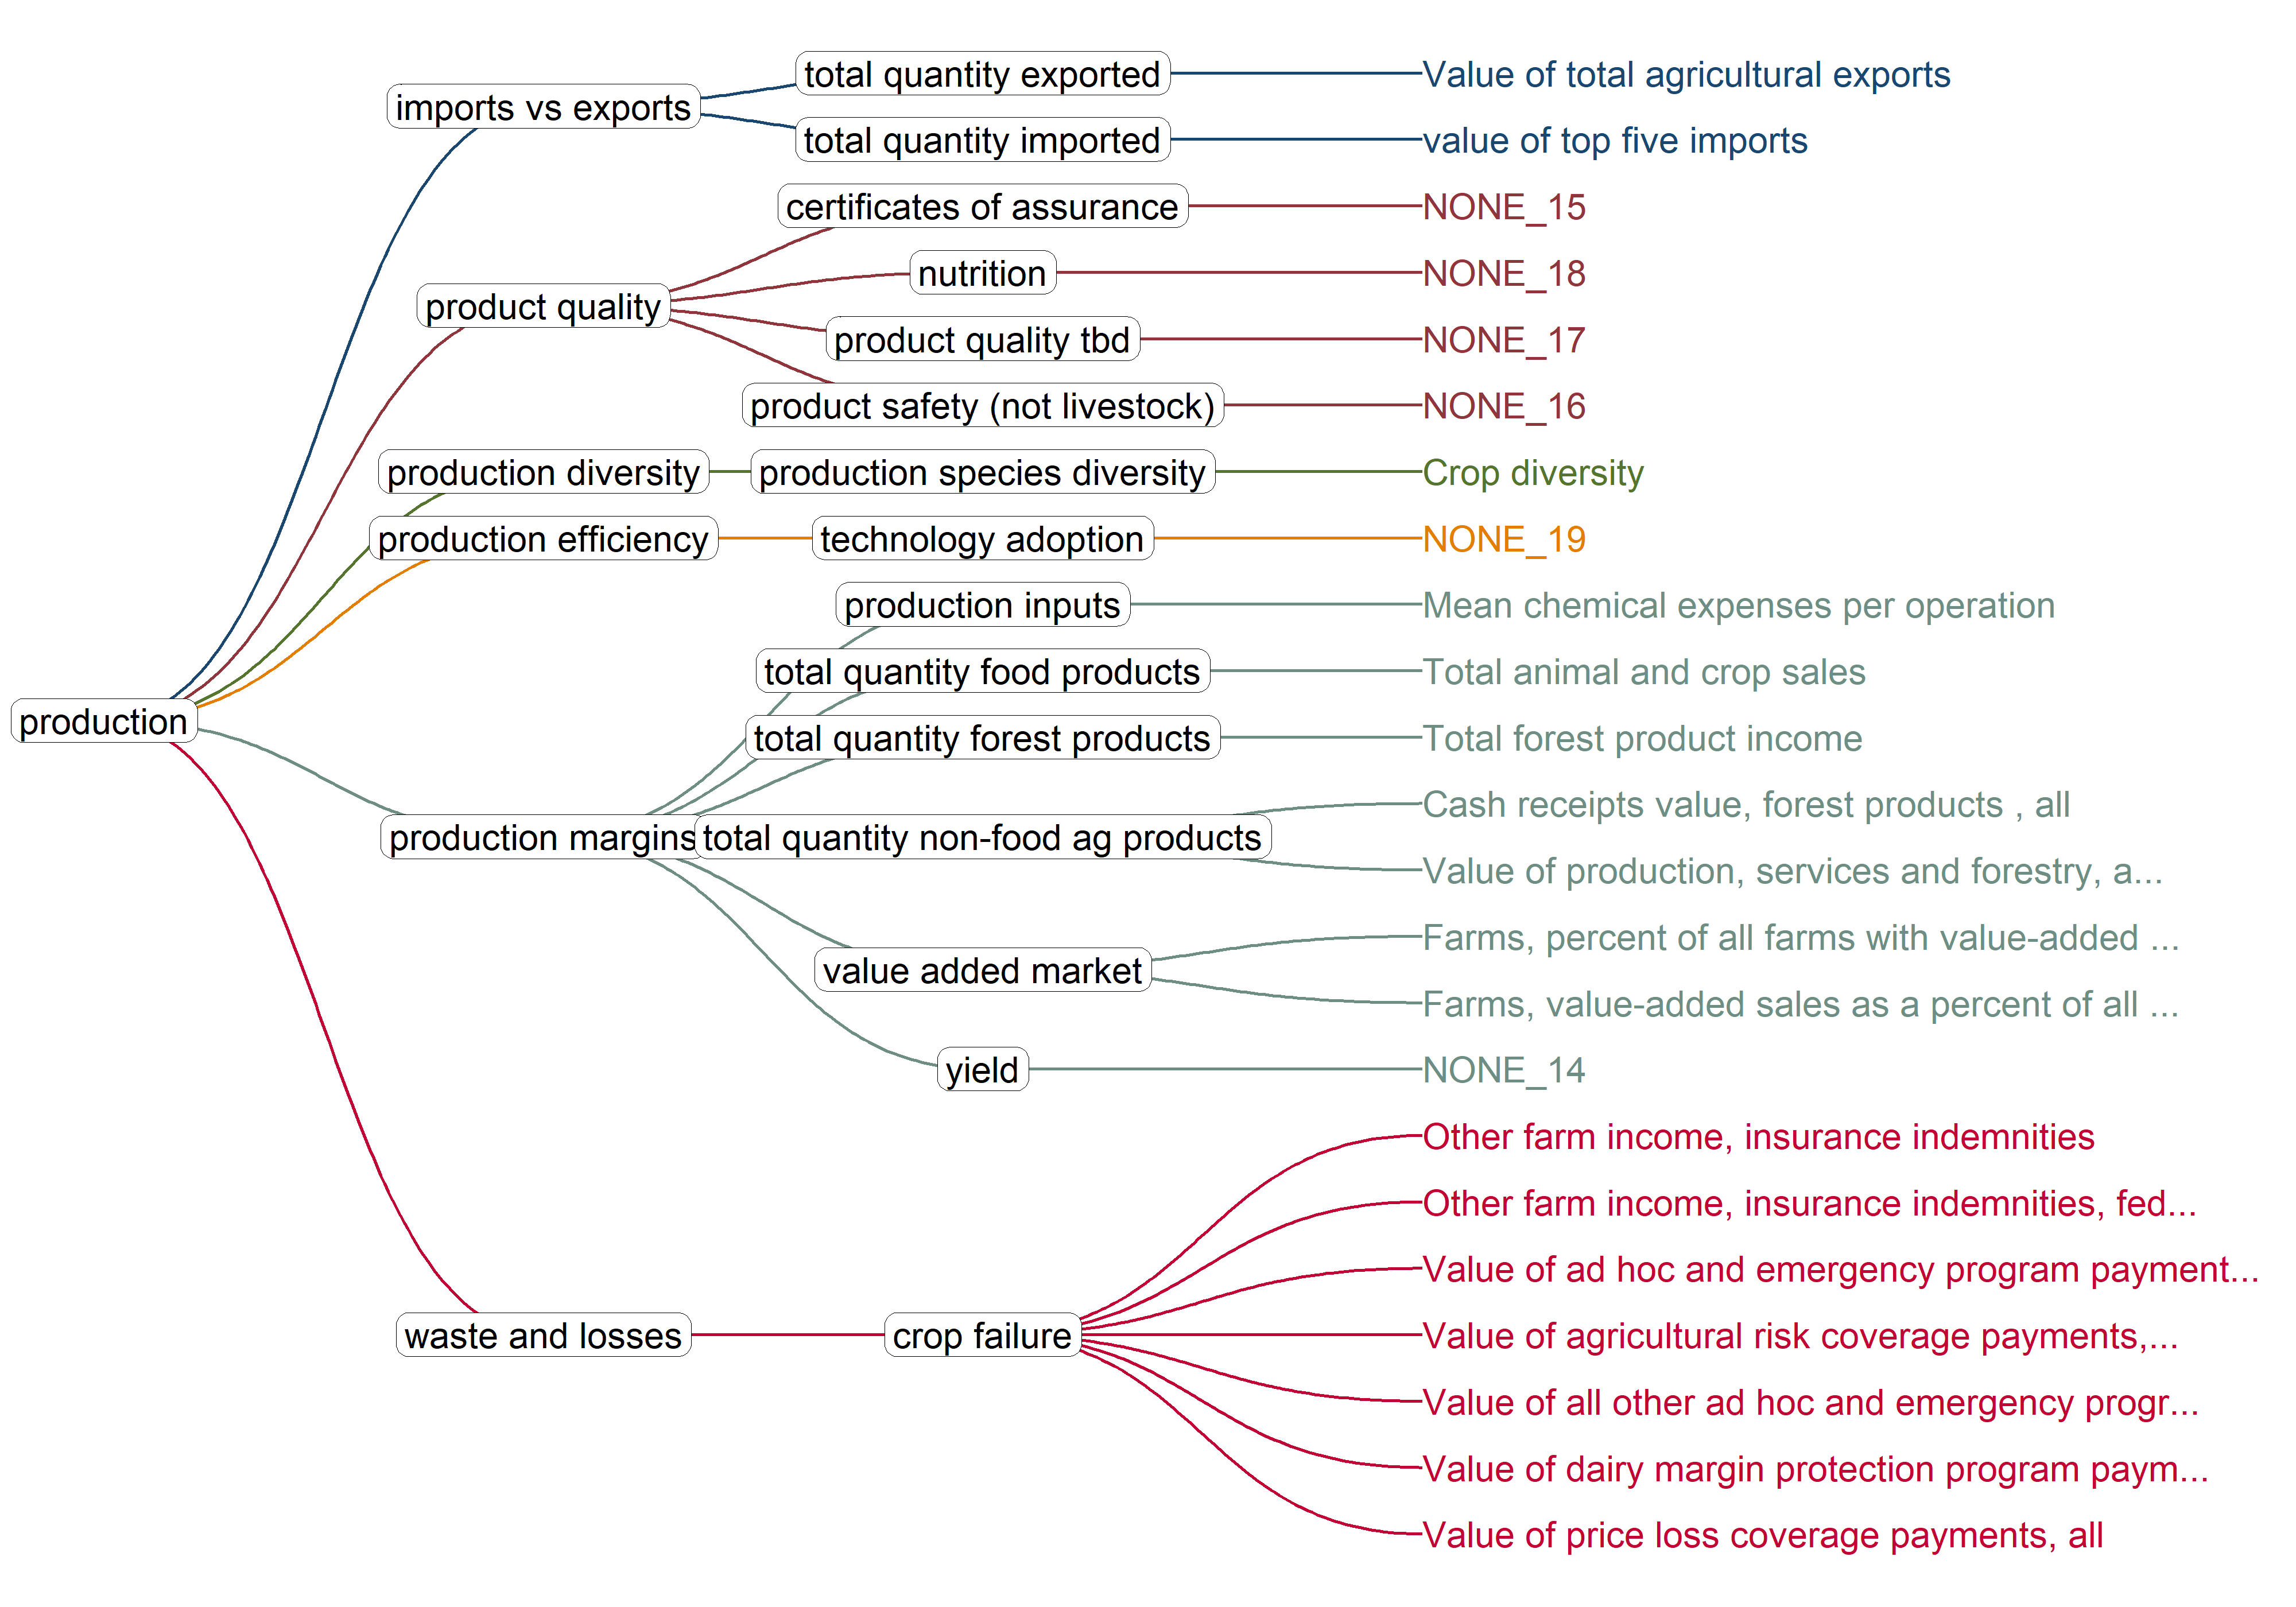 total quantity exported
Value of total agricultural exports
imports vs exports
total quantity imported
value of top five imports
certificates of assurance
NONE_15
nutrition
NONE_18
product quality
product quality tbd
NONE_17
product safety (not livestock)
NONE_16
production diversity
production species diversity
Crop diversity
production efficiency
technology adoption
NONE_19
production inputs
Mean chemical expenses per operation
total quantity food products
Total animal and crop sales
production
total quantity forest products
Total forest product income
Cash receipts value, forest products , all
production margins
total quantity non-food ag products
Value of production, services and forestry, a...
Farms, percent of all farms with value-added ...
value added market
Farms, value-added sales as a percent of all ...
yield
NONE_14
Other farm income, insurance indemnities
Other farm income, insurance indemnities, fed...
Value of ad hoc and emergency program payment...
waste and losses
crop failure
Value of agricultural risk coverage payments,...
Value of all other ad hoc and emergency progr...
Value of dairy margin protection program paym...
Value of price loss coverage payments, all